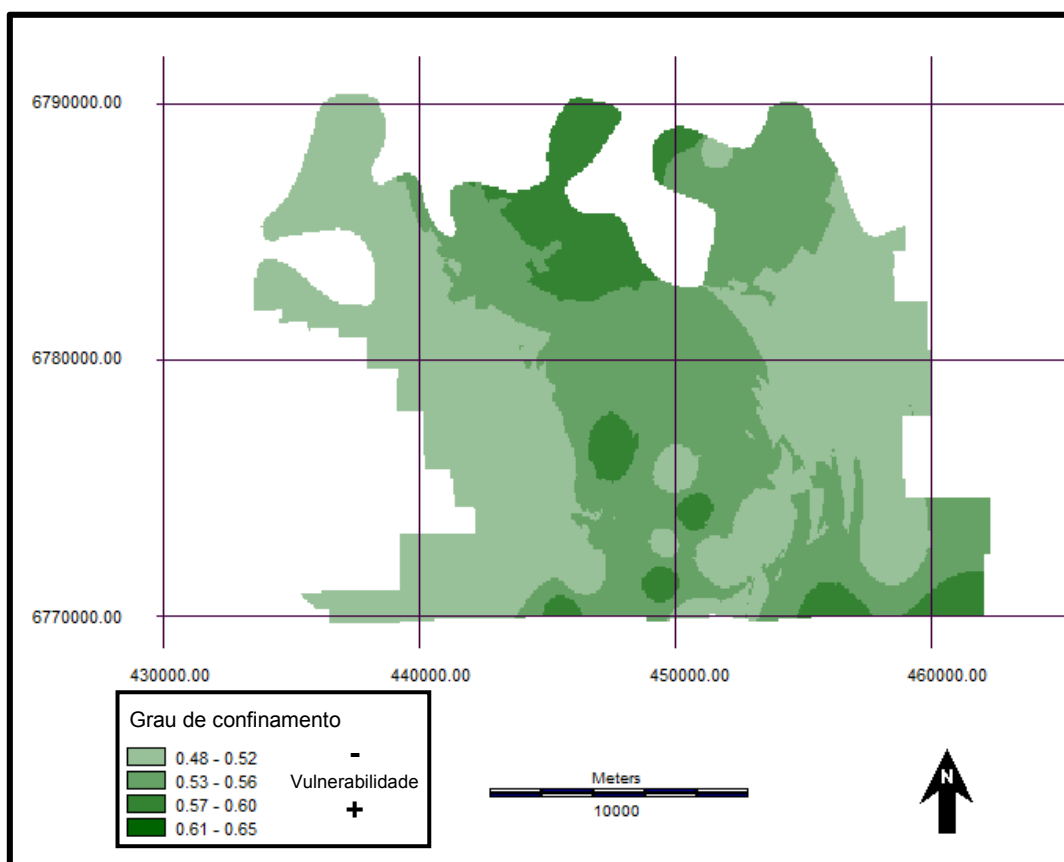 6790000.00
6780000.00
6770000.00
430000.00 440000.00 450000.00 460000.00
Grau de confinamento
0.48 - 0.52
0.53 - 0.56
0.57 - 0.60
0.61 - 0.65
-
Vulnerabilidade
+
Meters
10000
N